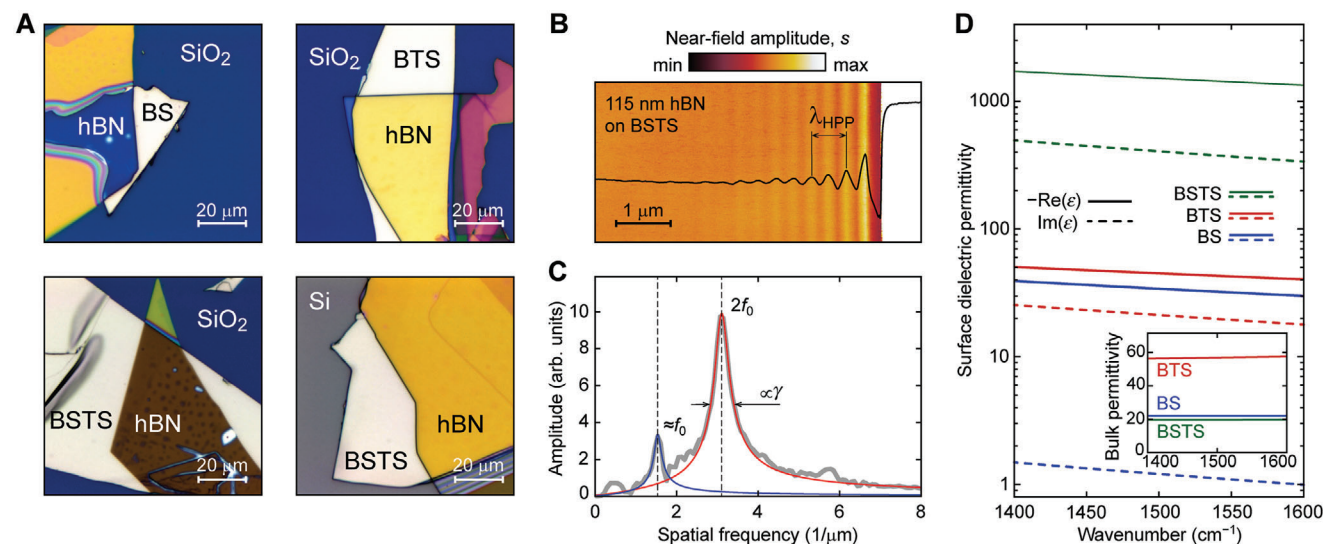 A
SiO₂
BS
hBN
20 μm
SiO₂
BTS
hBN
20 μm
SiO₂
BSTS
hBN
20 μm
Si
hBN
BSTS
20 μm
B
Near-field amplitude, s
min
max
115 nm hBN
on BSTS
λHPP
1 μm
C
Amplitude (arb. units)
10
8
6
4
2
0
2f₀
≈f₀
∝γ
0 2 4 6 8
Spatial frequency (1/μm)
D
Surface dielectric permittivity
1000
100
10
1
−Re(ε)
Im(ε)
BSTS
BTS
BS
Bulk permittivity
60
40
20
0
BTS
BS
BSTS
1400 1500 1600
1400 1450 1500 1550 1600
Wavenumber (cm⁻¹)